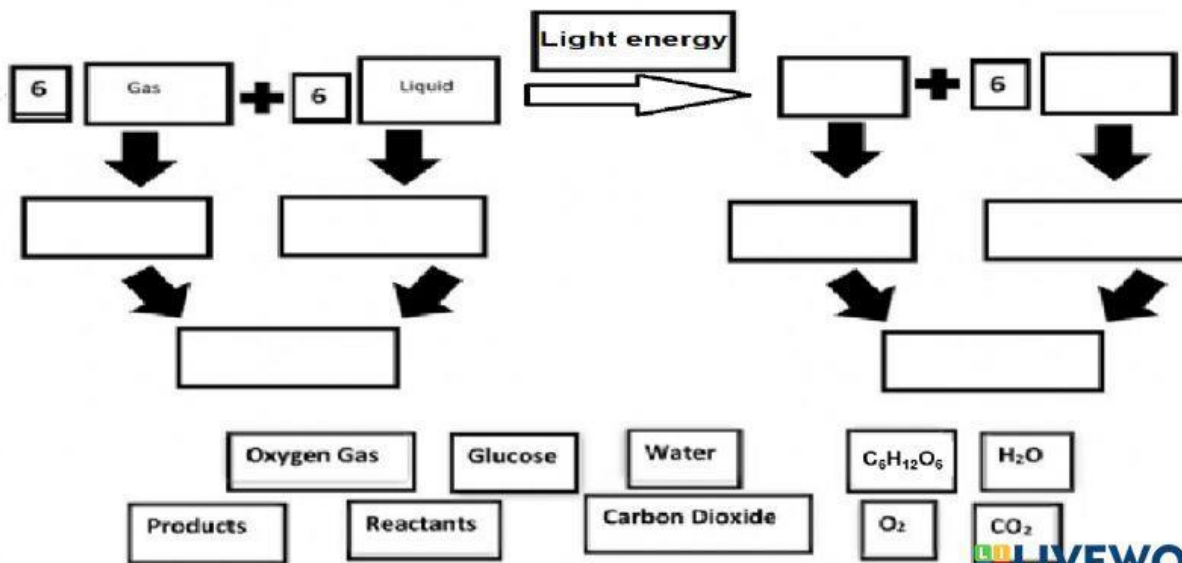 Light energy
6 Gas + 6 Liquid + 6
Oxygen Gas Glucose Water C₆H₁₂O₆ H₂O
Products Reactants Carbon Dioxide O₂ CO₂